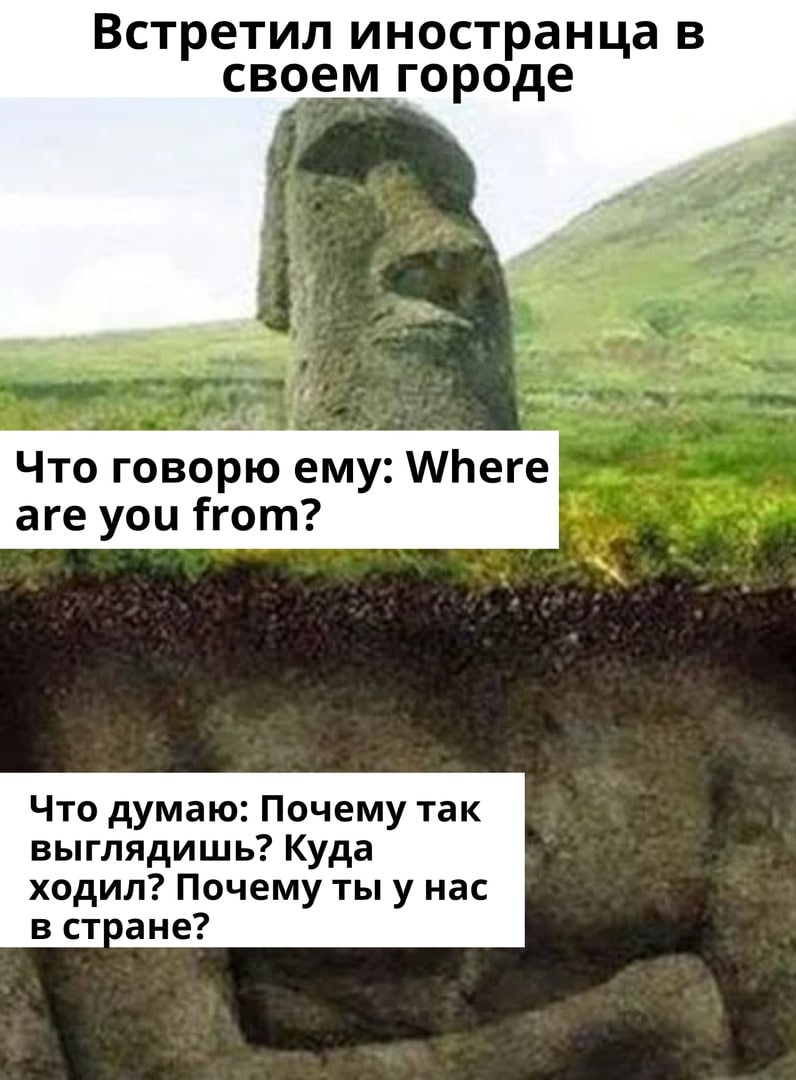 Встретил иностранца в
своем городе
Что говорю ему: Where
are you from?
Что думаю: Почему так
выглядишь? Куда
ходил? Почему ты у нас
в стране?